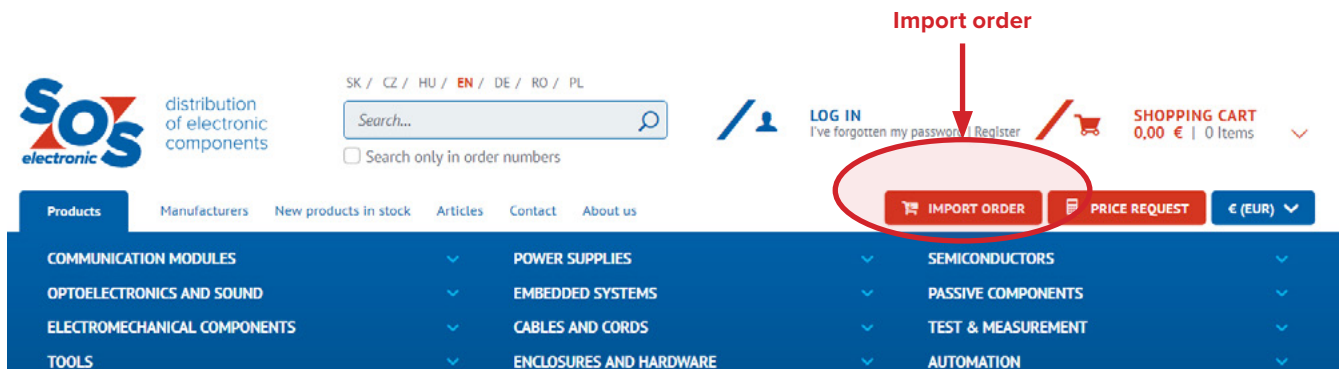 Import order
SK / CZ / HU / EN / DE / RO / PL
SOS
electronic
distribution
of electronic
components
Search...
Search only in order numbers
LOG IN
I've forgotten my password | Register
SHOPPING CART
0,00 € | 0 Items
Products
Manufacturers
New products in stock
Articles
Contact
About us
IMPORT ORDER
PRICE REQUEST
€ (EUR)
COMMUNICATION MODULES
POWER SUPPLIES
SEMICONDUCTORS
OPTOELECTRONICS AND SOUND
EMBEDDED SYSTEMS
PASSIVE COMPONENTS
ELECTROMECHANICAL COMPONENTS
CABLES AND CORDS
TEST & MEASUREMENT
TOOLS
ENCLOSURES AND HARDWARE
AUTOMATION